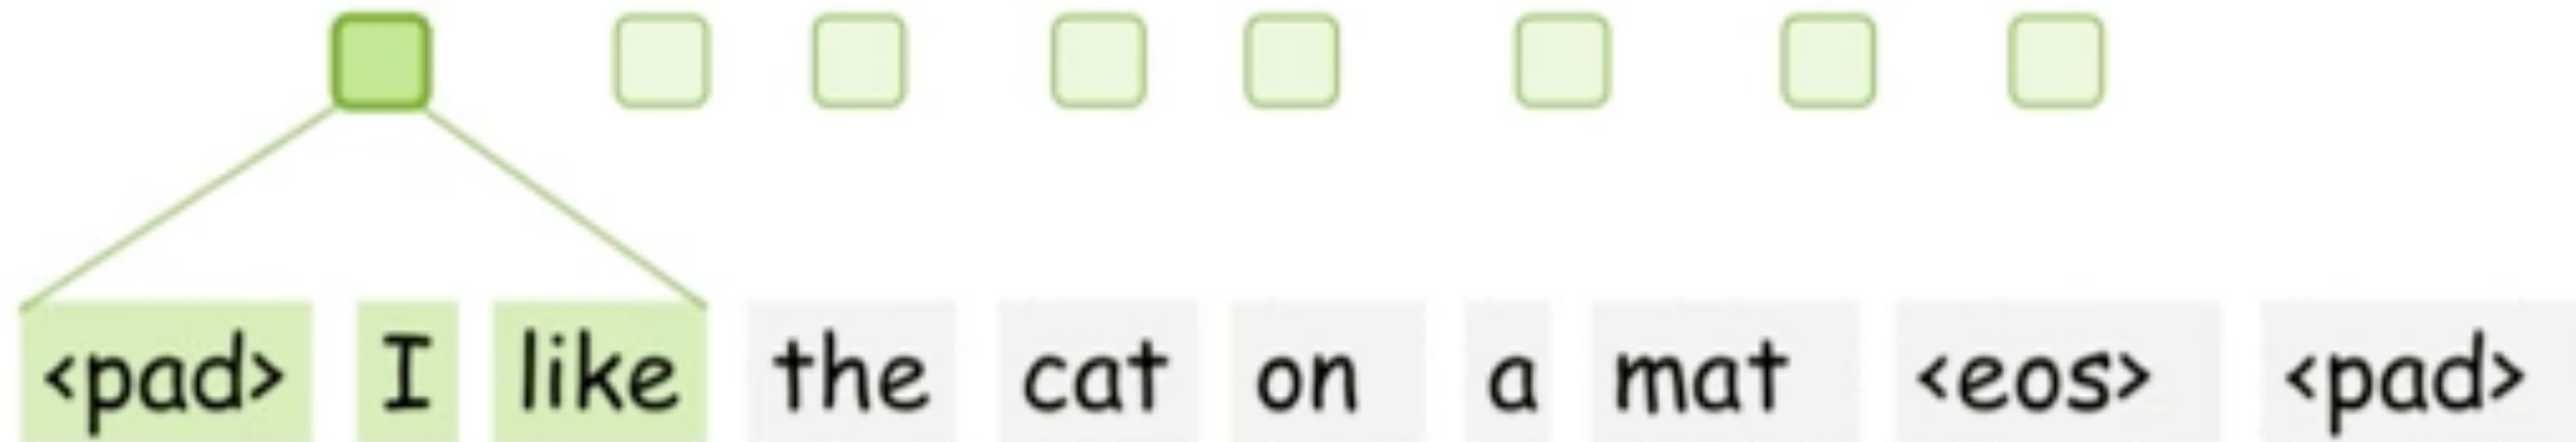 <pad> I like the cat on a mat <eos> <pad>